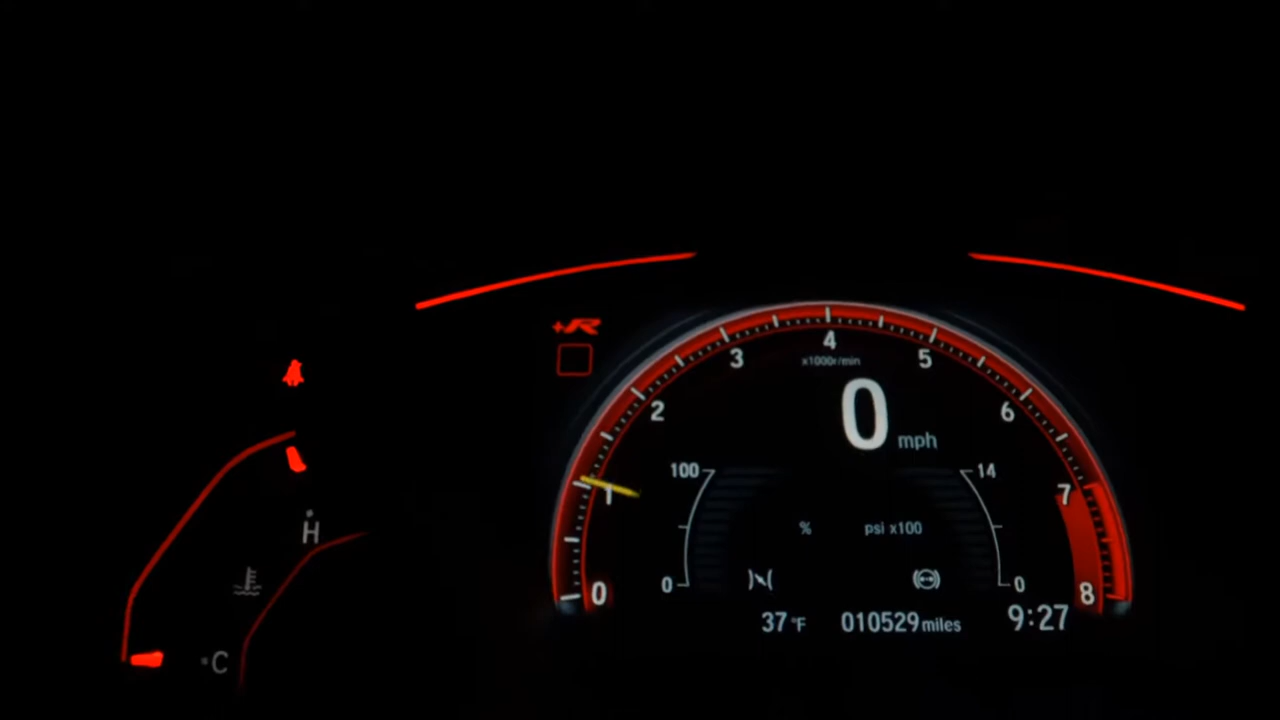 +R
4
3 5
x1000r/min
2 6
0 mph
100 14
1 7
% psi x100
H
0 0
0 8
37 °F 010529 miles 9:27
C